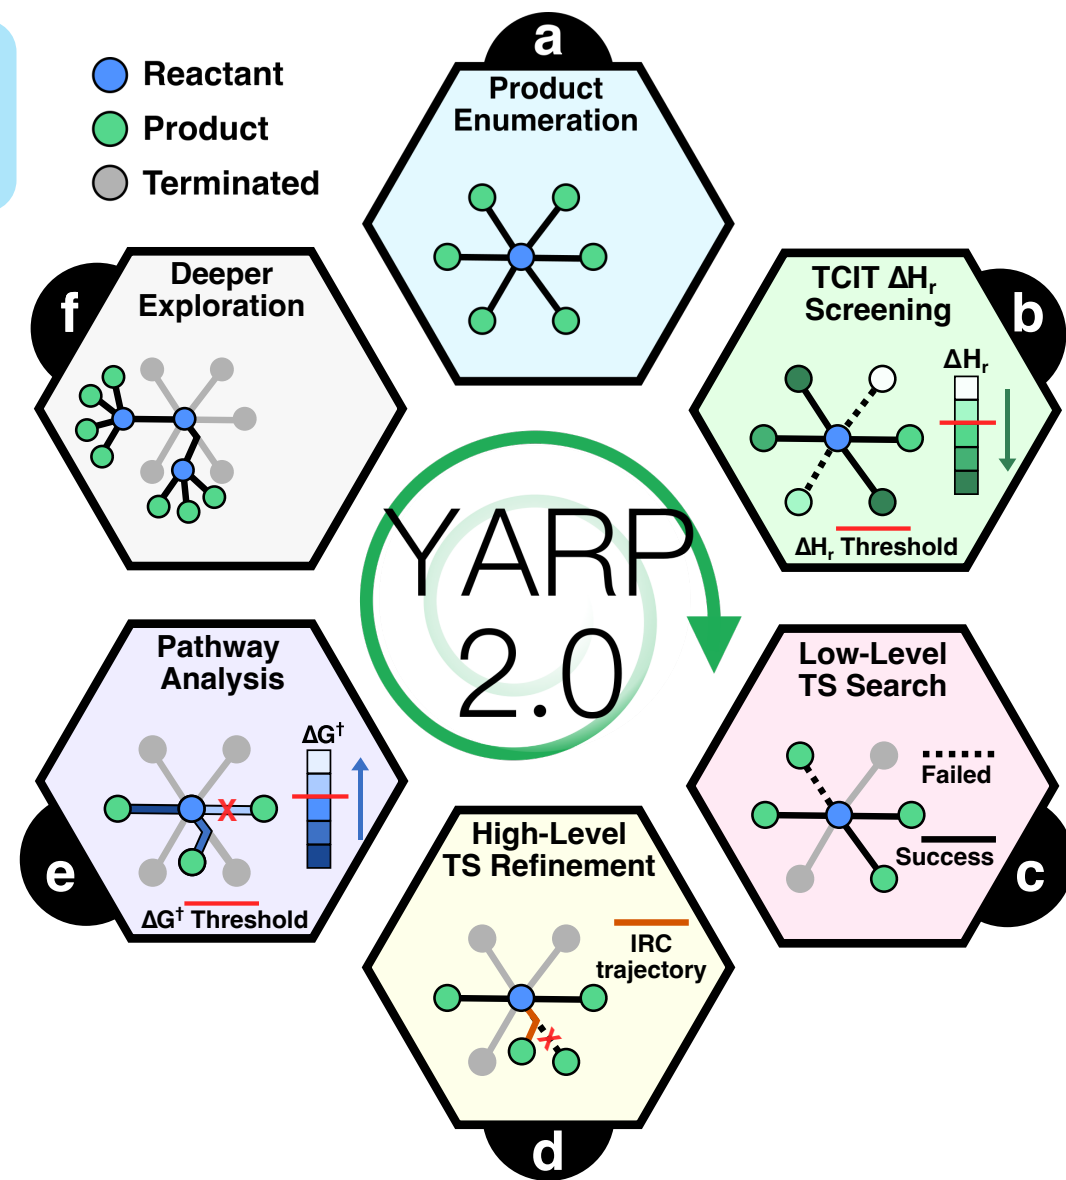 Reactant
Product
Terminated
a
Product
Enumeration
b
TCIT ΔHᵣ
Screening
ΔHᵣ
ΔHᵣ Threshold
c
Low-Level
TS Search
Failed
Success
d
High-Level
TS Refinement
IRC
trajectory
X
e
Pathway
Analysis
ΔG†
X
ΔG† Threshold
f
Deeper
Exploration
YARP
2.0